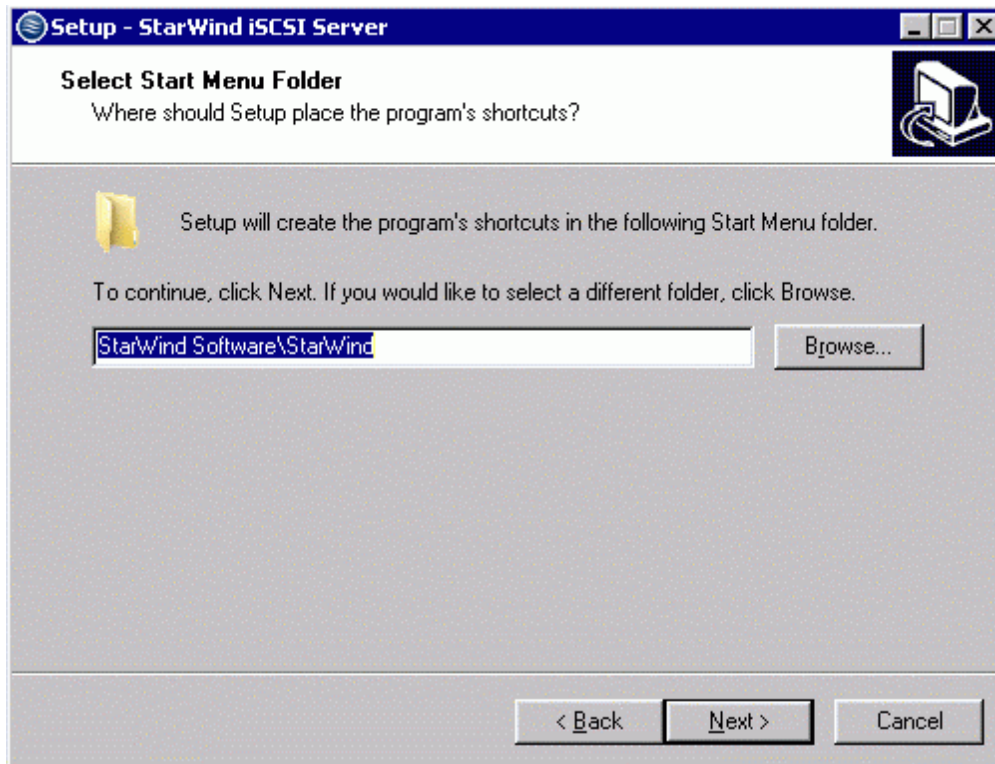 Setup - StarWind iSCSI Server
Select Start Menu Folder
Where should Setup place the program's shortcuts?
Setup will create the program's shortcuts in the following Start Menu folder.
To continue, click Next. If you would like to select a different folder, click Browse.
StarWind Software\StarWind
Browse...
< Back
Next >
Cancel